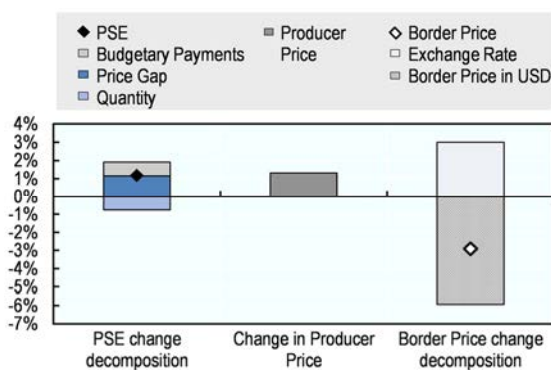 PSE
Budgetary Payments
Price Gap
Quantity
Producer
Price
Border Price
Exchange Rate
Border Price in USD
4%
3%
2%
1%
0%
-1%
-2%
-3%
-4%
-5%
-6%
-7%
PSE change
decomposition
Change in Producer
Price
Border Price change
decomposition